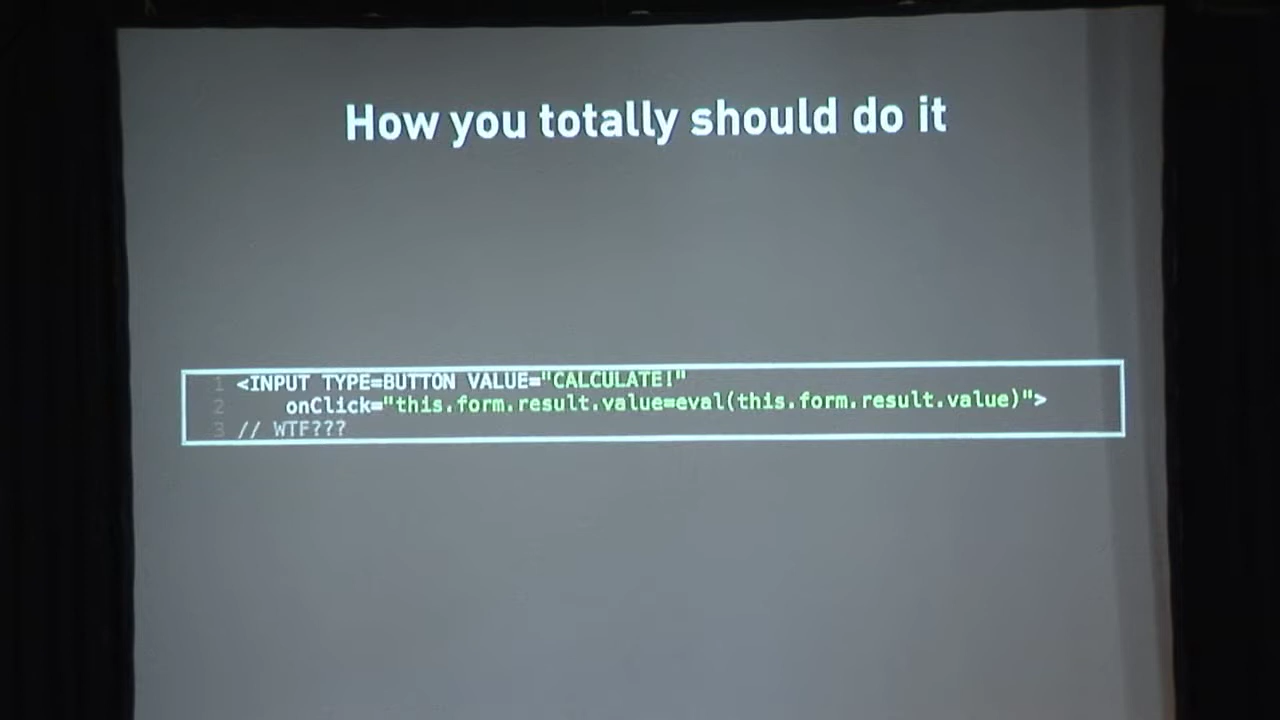 How you totally should do it
1 <INPUT TYPE=BUTTON VALUE="CALCULATE!"
2 onClick="this.form.result.value=eval(this.form.result.value)">
3 // WTF???